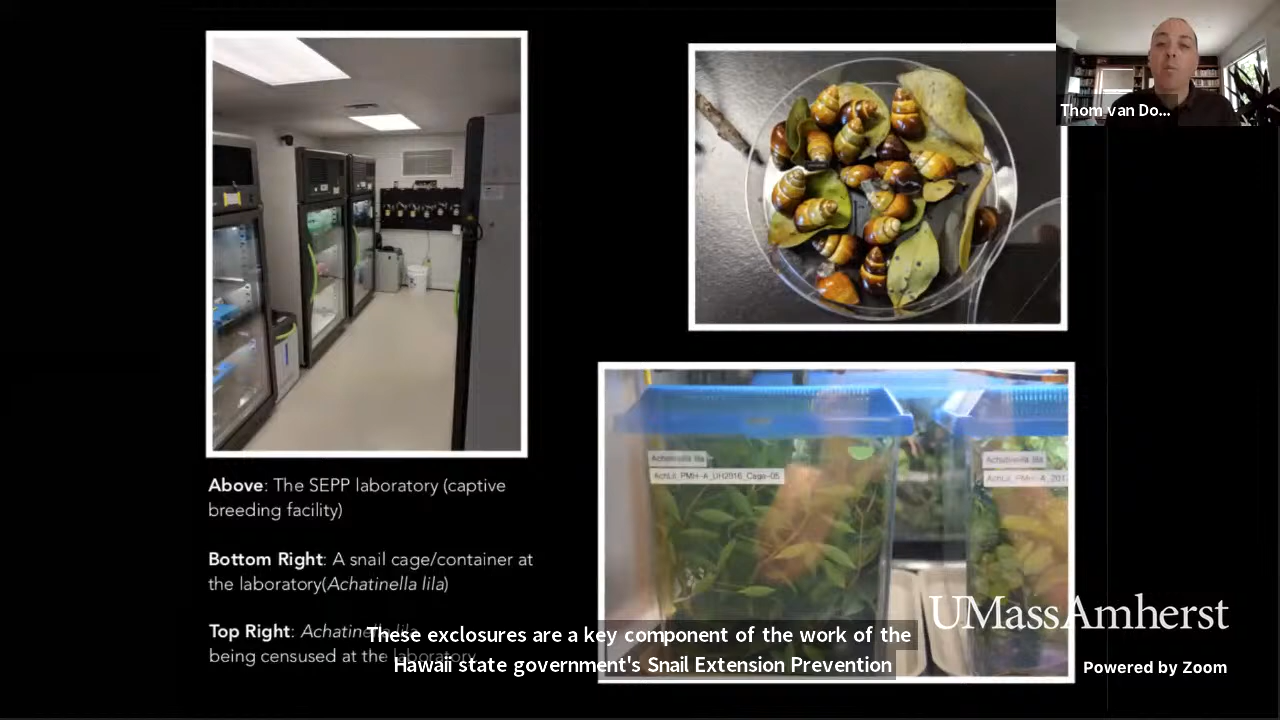 Thom van Do...
Above: The SEPP laboratory (captive
breeding facility)
Bottom Right: A snail cage/container at
the laboratory(Achatinella lila)
Top Right: Achatinella lila
being censused at the laboratory
Achatinella lila
AchLil_PMH-A_UH2016_Cage-05
Achatinella lila
These exclosures are a key component of the work of the
Hawaii state government's Snail Extension Prevention
UMassAmherst
Powered by Zoom